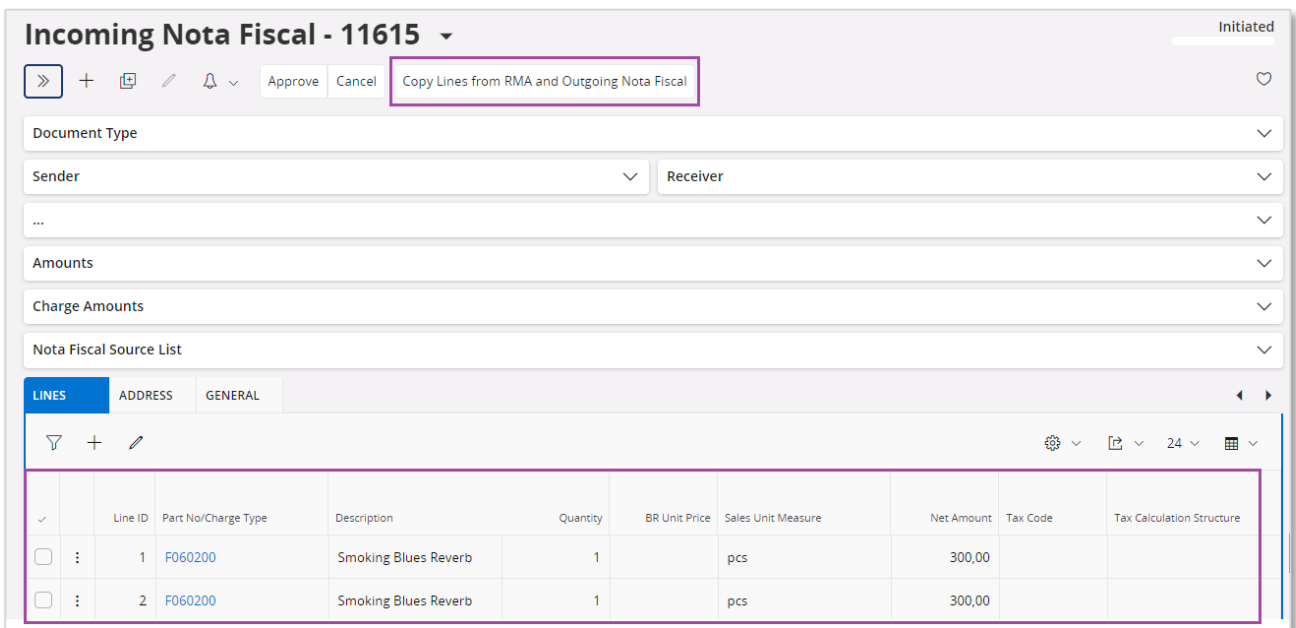 Incoming Nota Fiscal - 11615
Initiated
Approve Cancel Copy Lines from RMA and Outgoing Nota Fiscal
Document Type
Sender Receiver
...
Amounts
Charge Amounts
Nota Fiscal Source List
LINES ADDRESS GENERAL
24
Line ID Part No/Charge Type Description Quantity BR Unit Price Sales Unit Measure Net Amount Tax Code Tax Calculation Structure
1 F060200 Smoking Blues Reverb 1 pcs 300,00
2 F060200 Smoking Blues Reverb 1 pcs 300,00